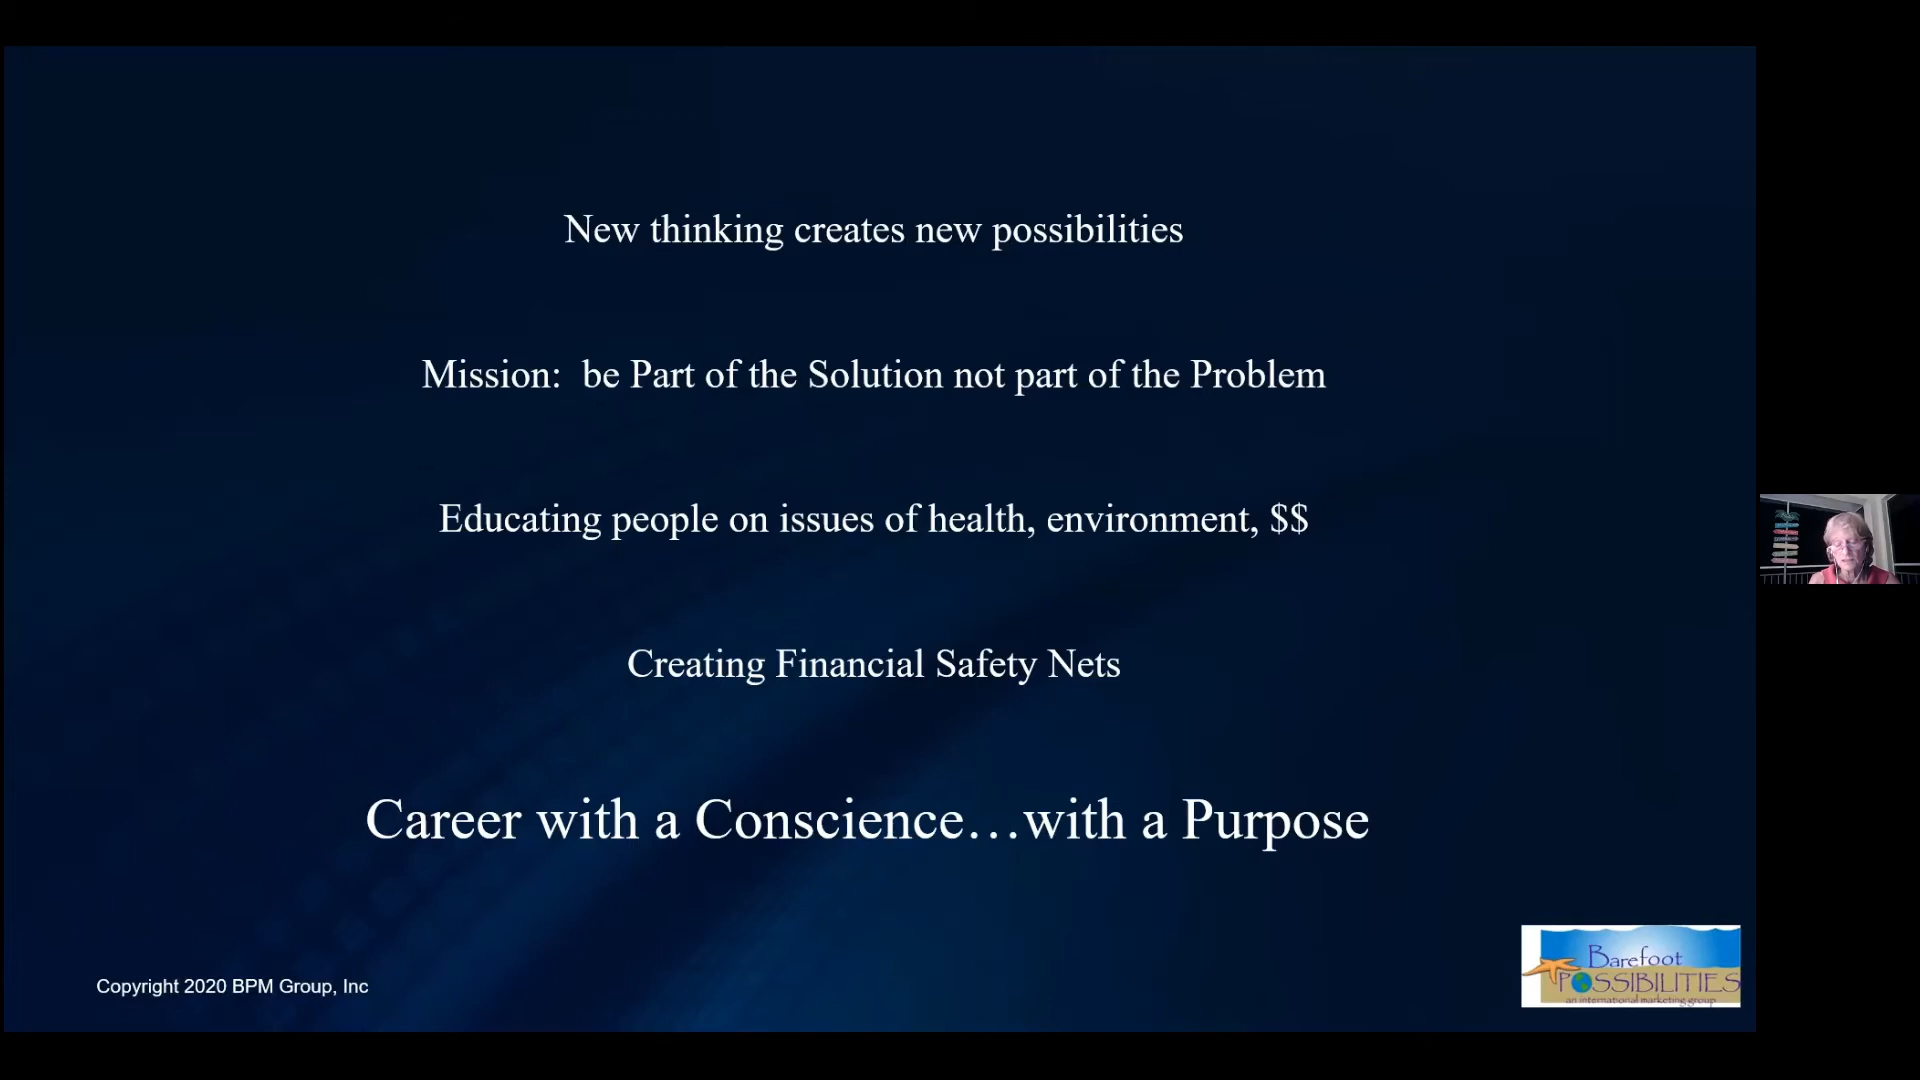 New thinking creates new possibilities
Mission:  be Part of the Solution not part of the Problem
Educating people on issues of health, environment, $$
Creating Financial Safety Nets
Career with a Conscience…with a Purpose
Copyright 2020 BPM Group, Inc
Barefoot
POSSIBILITIES
an international marketing group